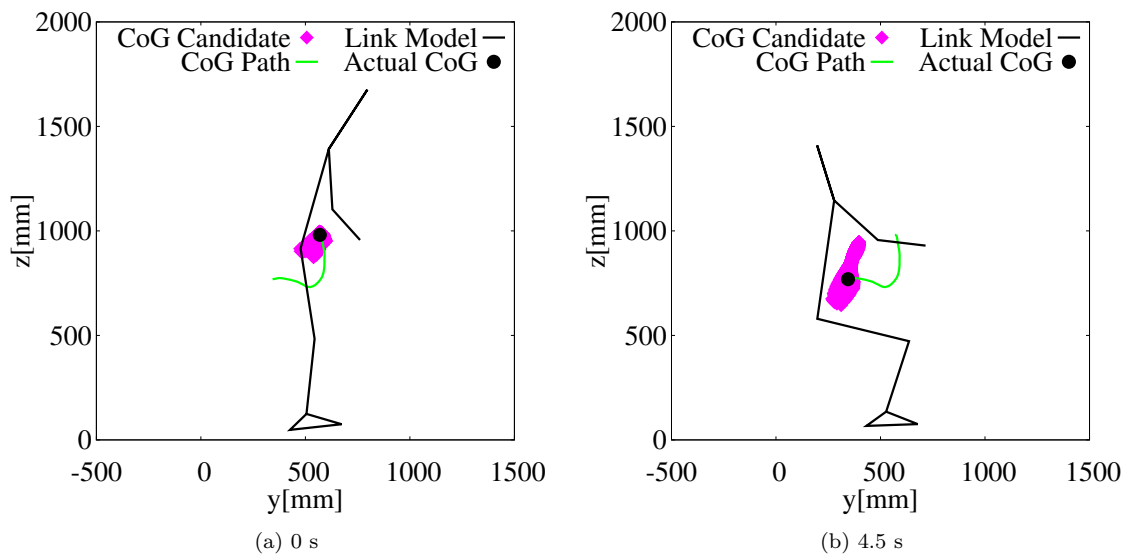 2000
CoG Candidate
Link Model
CoG Path
Actual CoG
1500
1000
z[mm]
500
0
-500
0
500
1000
1500
y[mm]
(a) 0 s
2000
CoG Candidate
Link Model
CoG Path
Actual CoG
1500
1000
z[mm]
500
0
-500
0
500
1000
1500
y[mm]
(b) 4.5 s